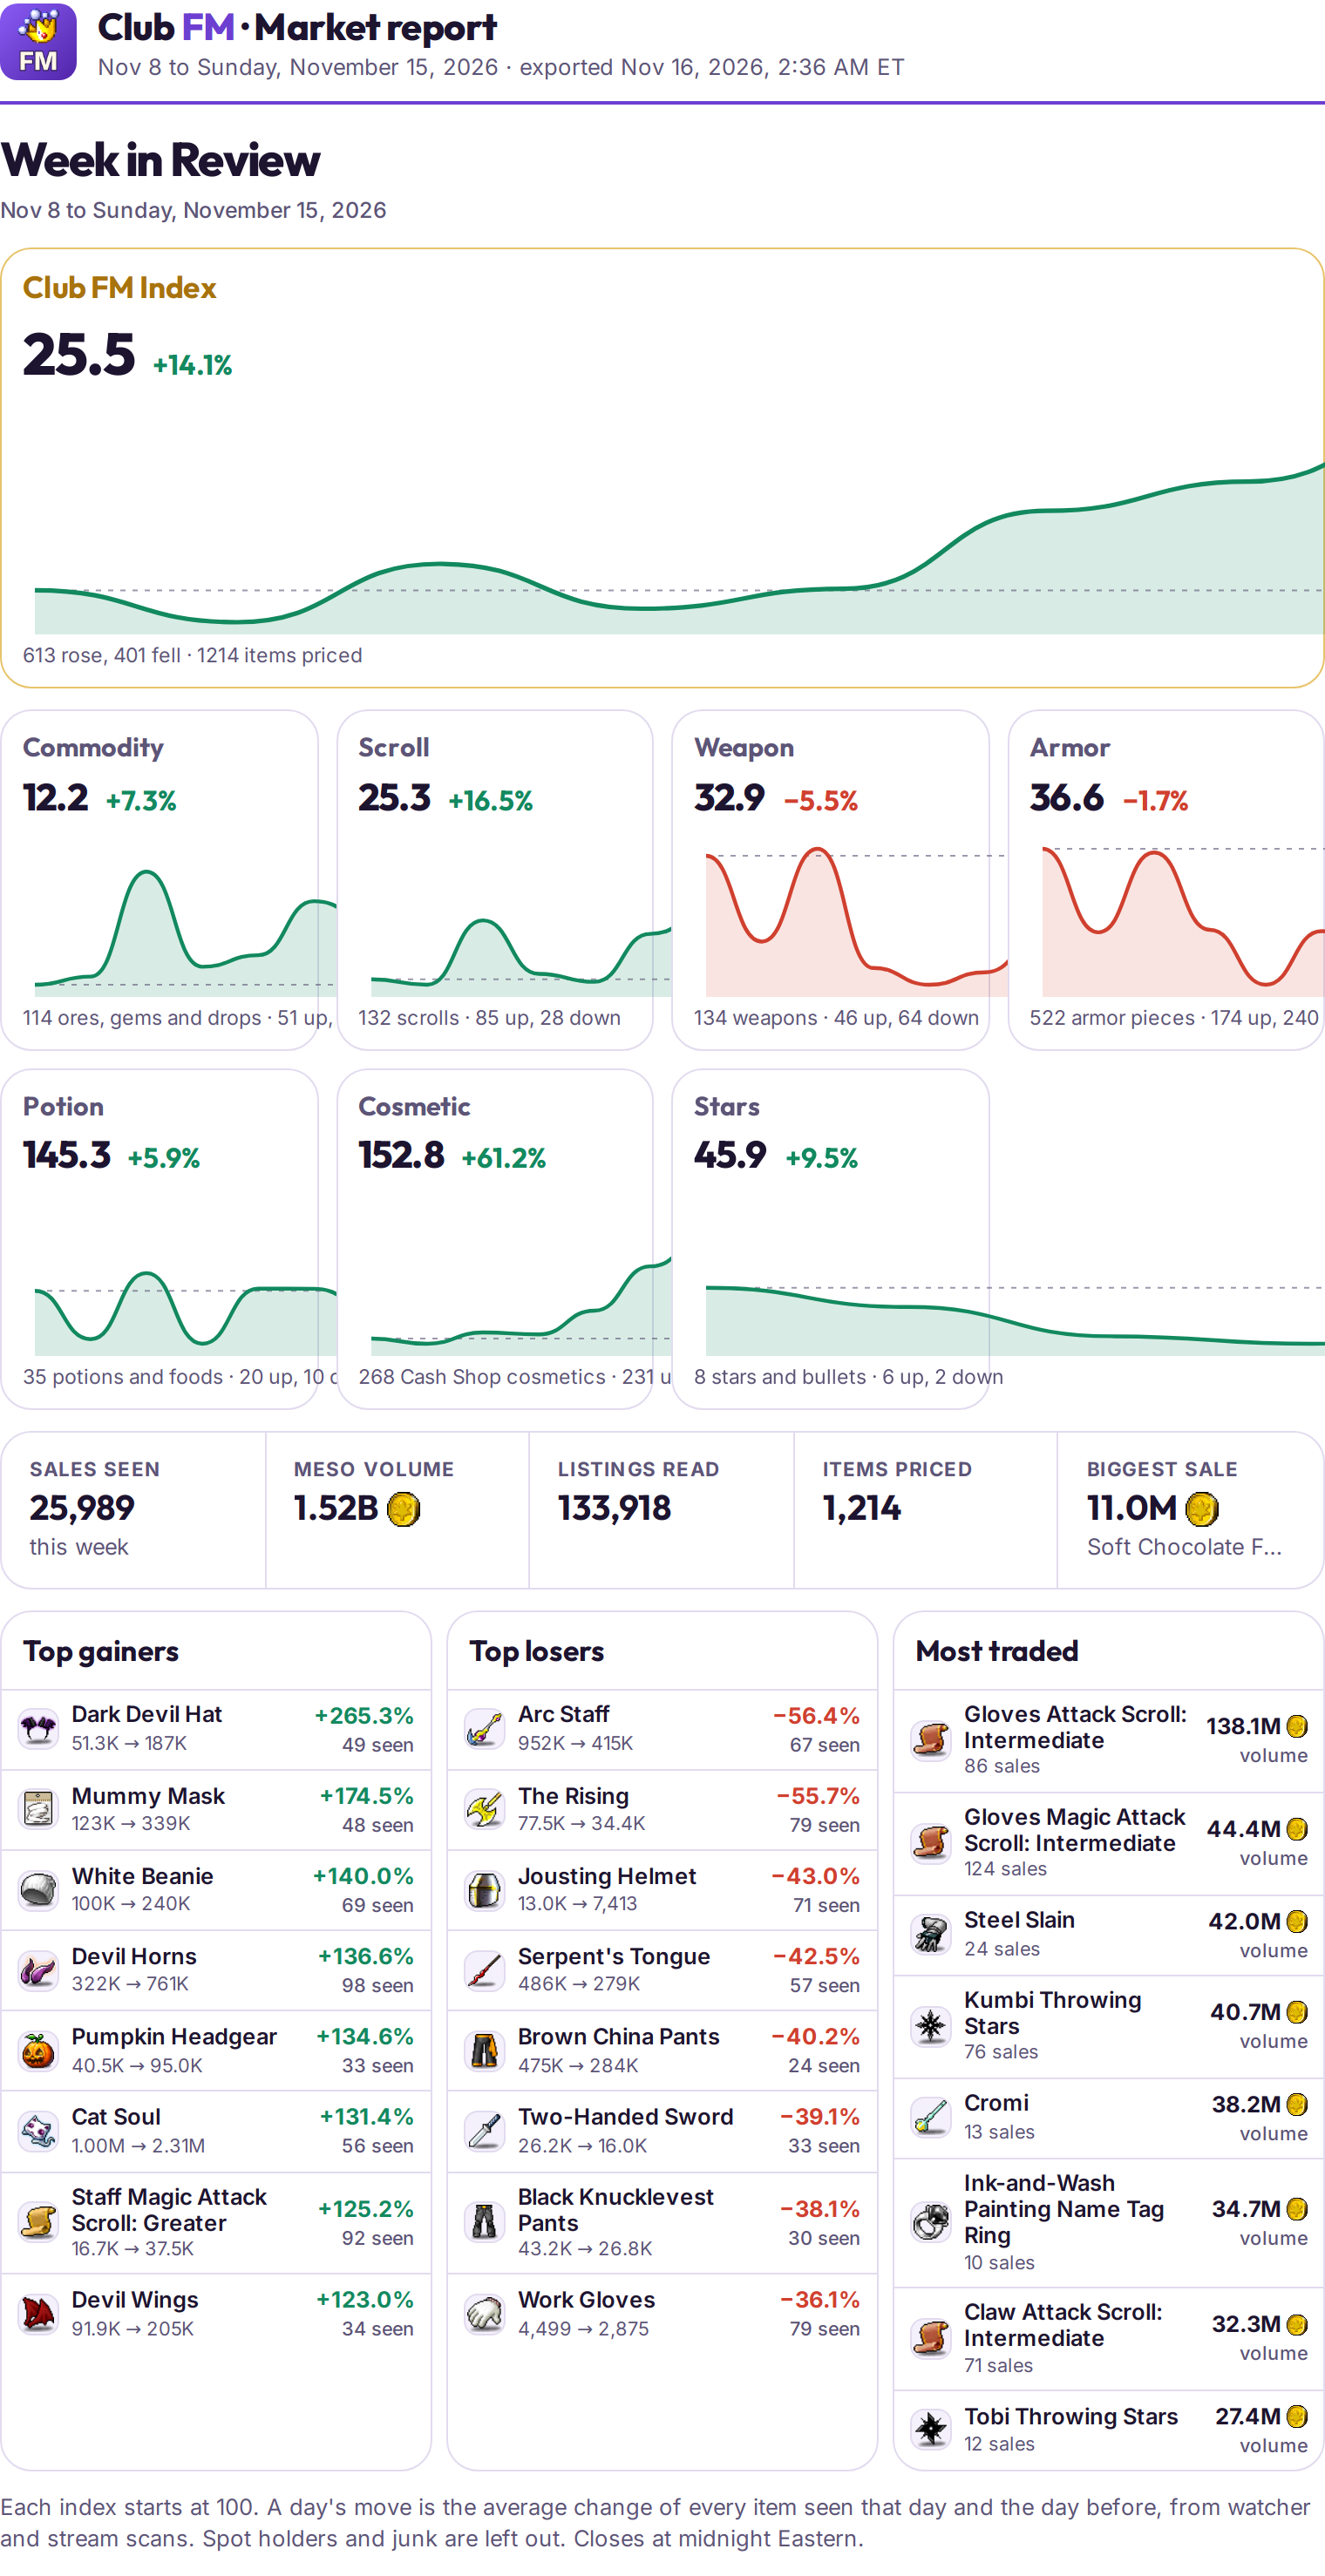 FM
Club FM · Market report
Nov 8 to Sunday, November 15, 2026 · exported Nov 16, 2026, 2:36 AM ET
Week in Review
Nov 8 to Sunday, November 15, 2026
Club FM Index
25.5 +14.1%
613 rose, 401 fell · 1214 items priced
Commodity
12.2 +7.3%
114 ores, gems and drops · 51 up,
Scroll
25.3 +16.5%
132 scrolls · 85 up, 28 down
Weapon
32.9 −5.5%
134 weapons · 46 up, 64 down
Armor
36.6 −1.7%
522 armor pieces · 174 up, 240
Potion
145.3 +5.9%
35 potions and foods · 20 up, 10
Cosmetic
152.8 +61.2%
268 Cash Shop cosmetics · 231 u
Stars
45.9 +9.5%
8 stars and bullets · 6 up, 2 down
SALES SEEN
25,989
this week
MESO VOLUME
1.52B
LISTINGS READ
133,918
ITEMS PRICED
1,214
BIGGEST SALE
11.0M
Soft Chocolate F...
Top gainers
Dark Devil Hat +265.3%
51.3K → 187K 49 seen
Mummy Mask +174.5%
123K → 339K 48 seen
White Beanie +140.0%
100K → 240K 69 seen
Devil Horns +136.6%
322K → 761K 98 seen
Pumpkin Headgear +134.6%
40.5K → 95.0K 33 seen
Cat Soul +131.4%
1.00M → 2.31M 56 seen
Staff Magic Attack
Scroll: Greater +125.2%
16.7K → 37.5K 92 seen
Devil Wings +123.0%
91.9K → 205K 34 seen
Top losers
Arc Staff −56.4%
952K → 415K 67 seen
The Rising −55.7%
77.5K → 34.4K 79 seen
Jousting Helmet −43.0%
13.0K → 7,413 71 seen
Serpent's Tongue −42.5%
486K → 279K 57 seen
Brown China Pants −40.2%
475K → 284K 24 seen
Two-Handed Sword −39.1%
26.2K → 16.0K 33 seen
Black Knucklevest
Pants −38.1%
43.2K → 26.8K 30 seen
Work Gloves −36.1%
4,499 → 2,875 79 seen
Most traded
Gloves Attack Scroll:
Intermediate 138.1M
86 sales volume
Gloves Magic Attack
Scroll: Intermediate 44.4M
124 sales volume
Steel Slain 42.0M
24 sales volume
Kumbi Throwing
Stars 40.7M
76 sales volume
Cromi 38.2M
13 sales volume
Ink-and-Wash
Painting Name Tag
Ring 34.7M
10 sales volume
Claw Attack Scroll:
Intermediate 32.3M
71 sales volume
Tobi Throwing Stars 27.4M
12 sales volume
Each index starts at 100. A day's move is the average change of every item seen that day and the day before, from watcher
and stream scans. Spot holders and junk are left out. Closes at midnight Eastern.